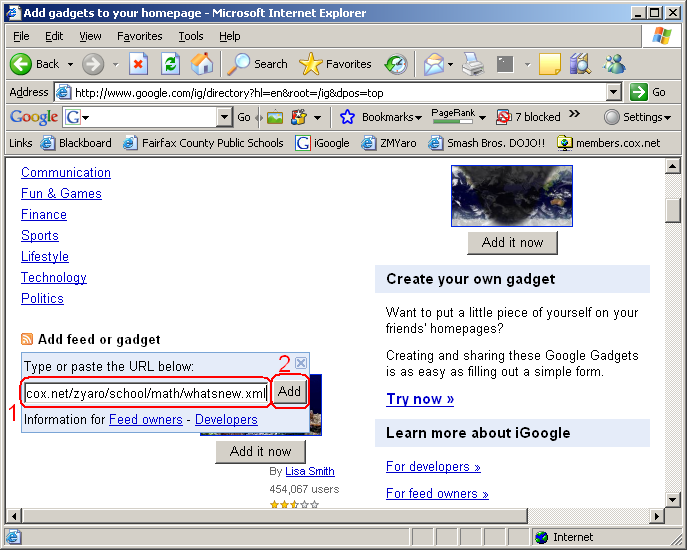 Add gadgets to your homepage - Microsoft Internet Explorer
File Edit View Favorites Tools Help
Back Search Favorites
Address http://www.google.com/ig/directory?hl=en&root=/ig&dpos=top Go
Google G Go Bookmarks PageRank 7 blocked » Settings
Links Blackboard Fairfax County Public Schools iGoogle ZMYaro Smash Bros. DOJO!! members.cox.net
Communication
Fun & Games
Finance
Sports
Lifestyle
Technology
Politics
Add feed or gadget
Type or paste the URL below:
2
1
cox.net/zyaro/school/math/whatsnew.xml Add
Information for Feed owners - Developers
Add it now
By Lisa Smith
454,067 users
Add it now
Create your own gadget
Want to put a little piece of yourself on your
friends' homepages?
Creating and sharing these Google Gadgets
is as easy as filling out a simple form.
Try now »
Learn more about iGoogle
For developers »
For feed owners »
Internet